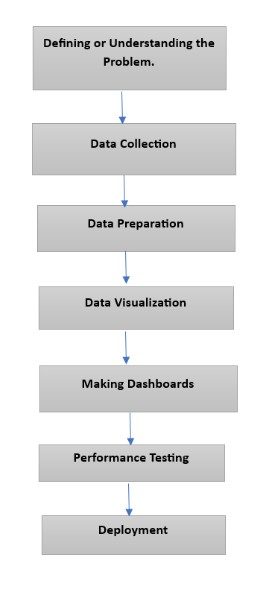 Defining or Understanding the
Problem.
Data Collection
Data Preparation
Data Visualization
Making Dashboards
Performance Testing
Deployment